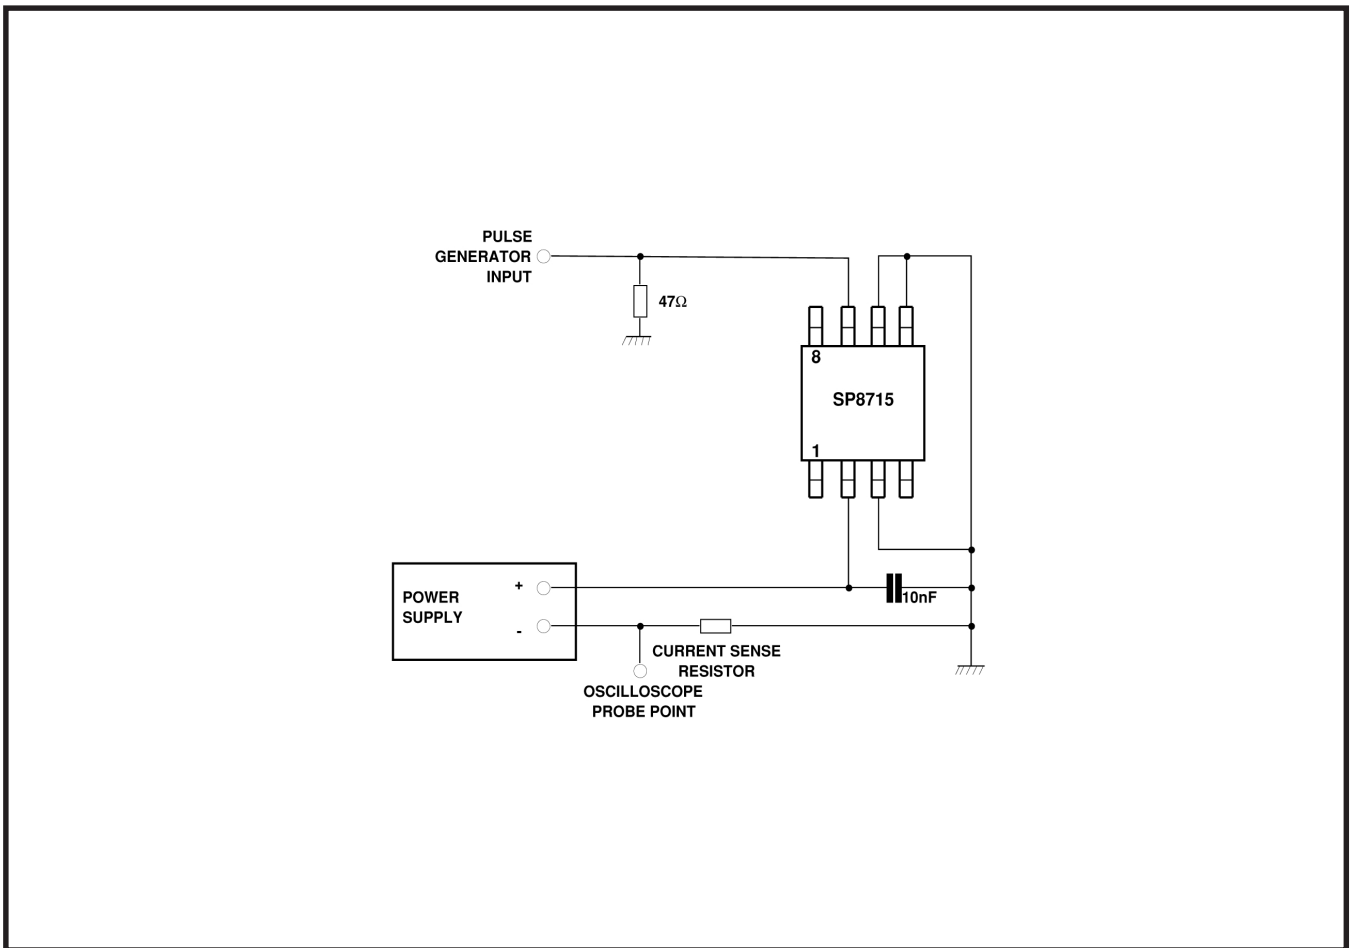 PULSE
GENERATOR
INPUT
47Ω
8
SP8715
1
POWER
SUPPLY
+
-
10nF
CURRENT SENSE
RESISTOR
OSCILLOSCOPE
PROBE POINT